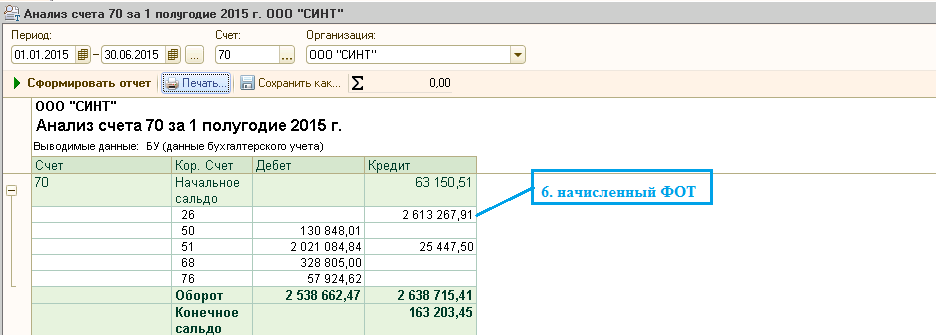 Анализ счета 70 за 1 полугодие 2015 г. ООО "СИНТ"
Период: Счет: Организация:
01.01.2015 – 30.06.2015 ... 70 ... ООО "СИНТ"
Сформировать отчет Печать... Сохранить как... Σ 0,00
ООО "СИНТ"
Анализ счета 70 за 1 полугодие 2015 г.
Выводимые данные: БУ (данные бухгалтерского учета)
Счет Кор. Счет Дебет Кредит
70 Начальное сальдо 63 150,51
6. начисленный ФОТ
26 2 613 267,91
50 130 848,01
51 2 021 084,84 25 447,50
68 328 805,00
76 57 924,62
Оборот 2 538 662,47 2 638 715,41
Конечное сальдо 163 203,45